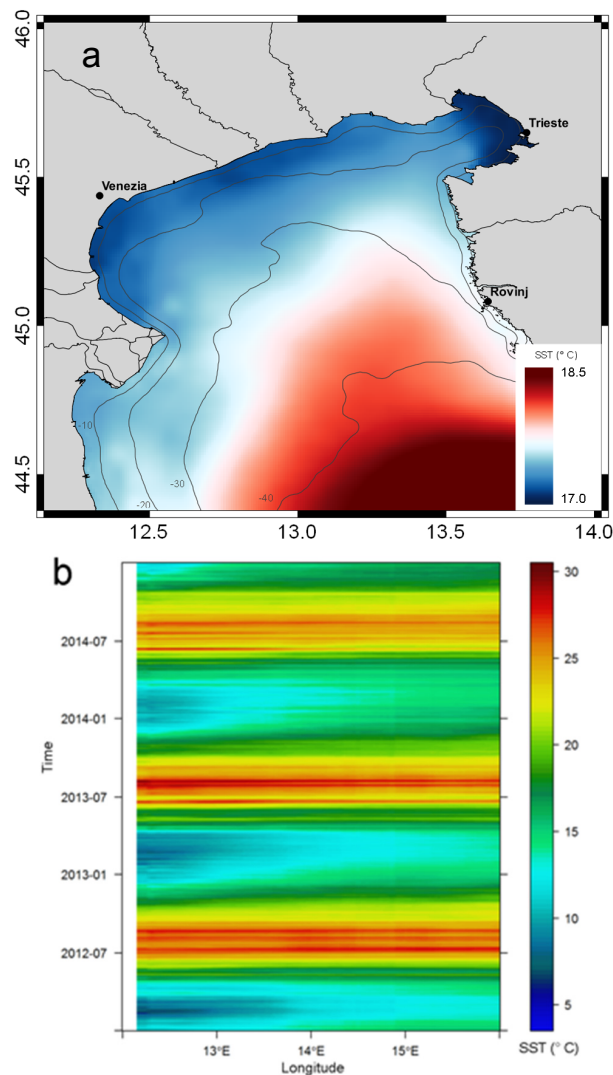 a
46.0
45.5
45.0
44.5
Trieste
Venezia
Rovinj
-10
-20
-30
-40
SST (° C)
18.5
17.0
12.5
13.0
13.5
14.0
b
2014-07
2014-01
2013-07
2013-01
2012-07
Time
13°E
14°E
15°E
Longitude
30
25
20
15
10
5
SST (° C)